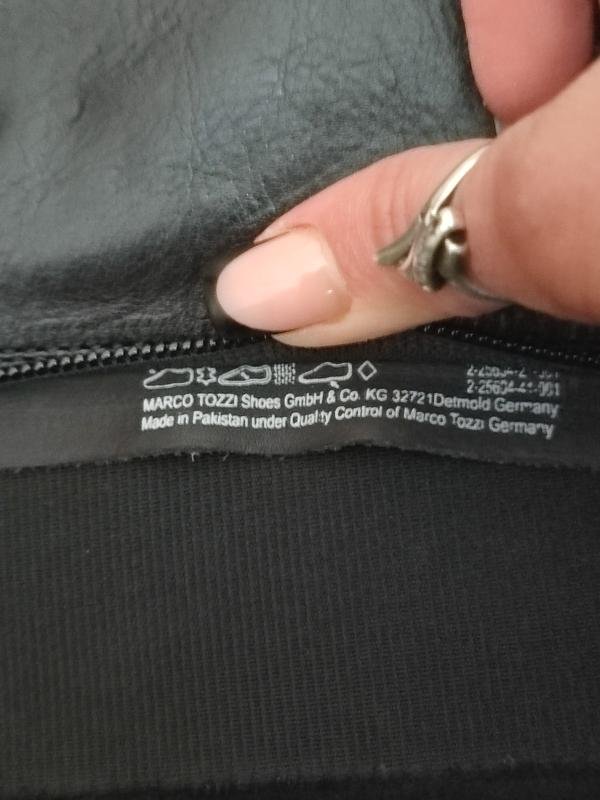 2-25604-41-001
MARCO TOZZI Shoes GmbH & Co. KG 32721Detmold Germany
Made in Pakistan under Quality Control of Marco Tozzi Germany